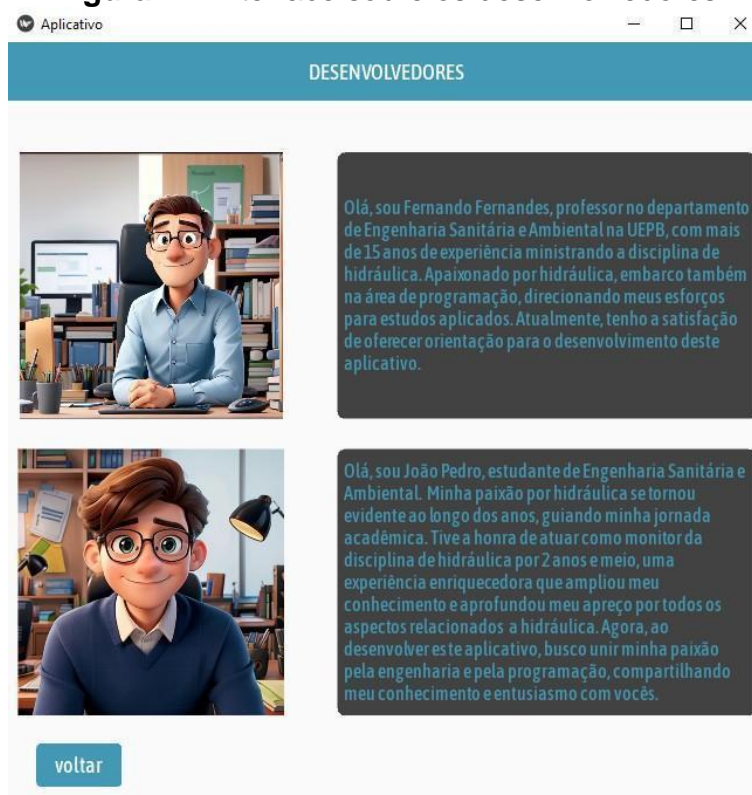 Aplicativo
DESENVOLVEDORES
Olá, sou Fernando Fernandes, professor no departamento
de Engenharia Sanitária e Ambiental na UEPB, com mais
de 15 anos de experiência ministrando a disciplina de
hidráulica. Apaixonado por hidráulica, embarco também
na área de programação, direcionando meus esforços
para estudos aplicados. Atualmente, tenho a satisfação
de oferecer orientação para o desenvolvimento deste
aplicativo.
Olá, sou João Pedro, estudante de Engenharia Sanitária e
Ambiental. Minha paixão por hidráulica se tornou
evidente ao longo dos anos, guiando minha jornada
acadêmica. Tive a honra de atuar como monitor da
disciplina de hidráulica por 2 anos e meio, uma
experiência enriquecedora que ampliou meu
conhecimento e aprofundou meu apreço por todos os
aspectos relacionados a hidráulica. Agora, ao
desenvolver este aplicativo, busco unir minha paixão
pela engenharia e pela programação, compartilhando
meu conhecimento e entusiasmo com vocês.
voltar